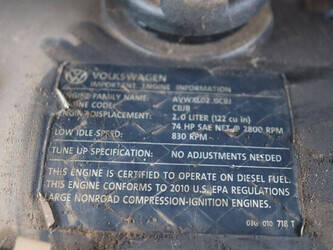 VOLKSWAGEN
IMPORTANT ENGINE INFORMATION
ENGINE FAMILY: AVWXL02.0CBJ
ENGINE CODE: CBJB
ENGINE DISPLACEMENT: 2.0 LITER (122 cu in)
74 HP SAE NET @ 2800 RPM
LOW IDLE-SPEED: 830 RPM
TUNE UP SPECIFICATION: NO ADJUSTMENTS NEEDED
THIS ENGINE IS CERTIFIED TO OPERATE ON DIESEL FUEL.
THIS ENGINE CONFORMS TO 2010 U.S. EPA REGULATIONS
LARGE NONROAD COMPRESSION-IGNITION ENGINES.
010 718 T